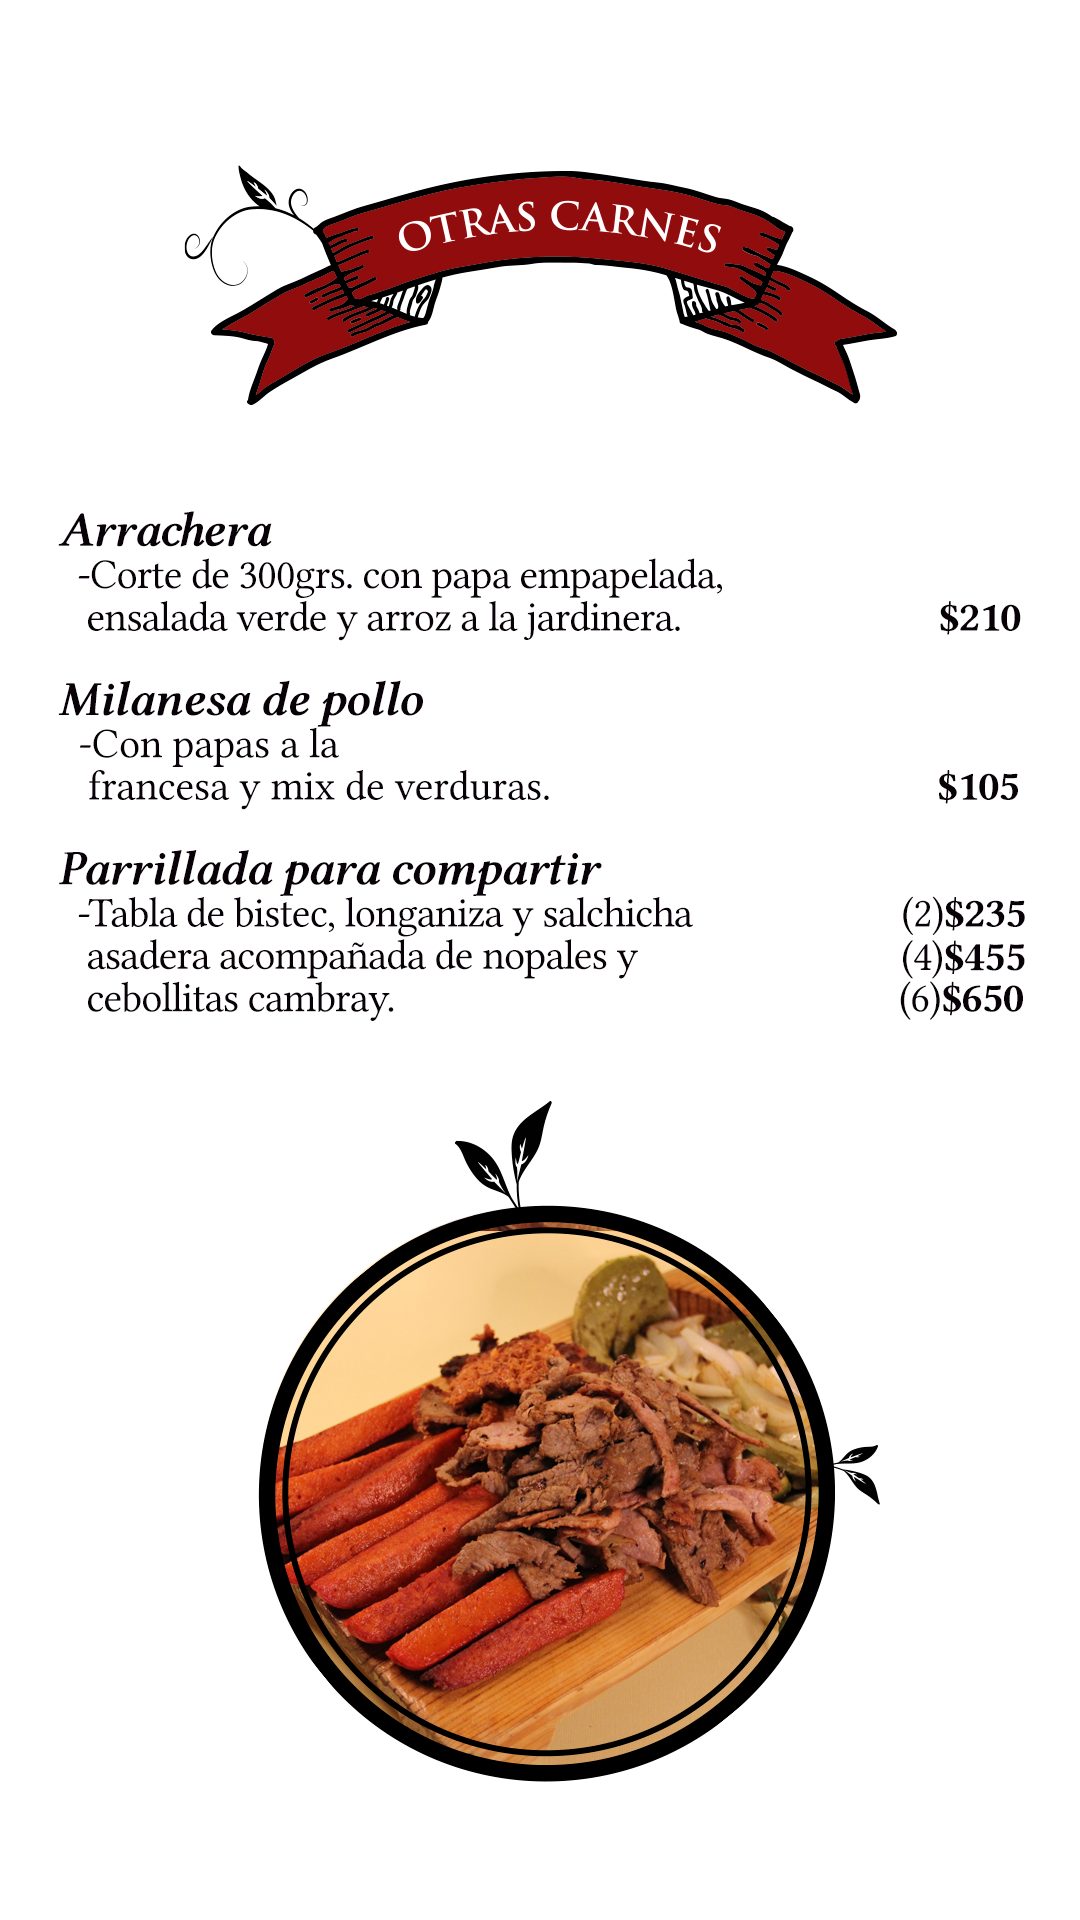 OTRAS CARNES
Arrachera
-Corte de 300grs. con papa empapelada,
ensalada verde y arroz a la jardinera. $210
Milanesa de pollo
-Con papas a la
francesa y mix de verduras. $105
Parrillada para compartir
-Tabla de bistec, longaniza y salchicha (2)$235
asadera acompañada de nopales y (4)$455
cebollitas cambray. (6)$650